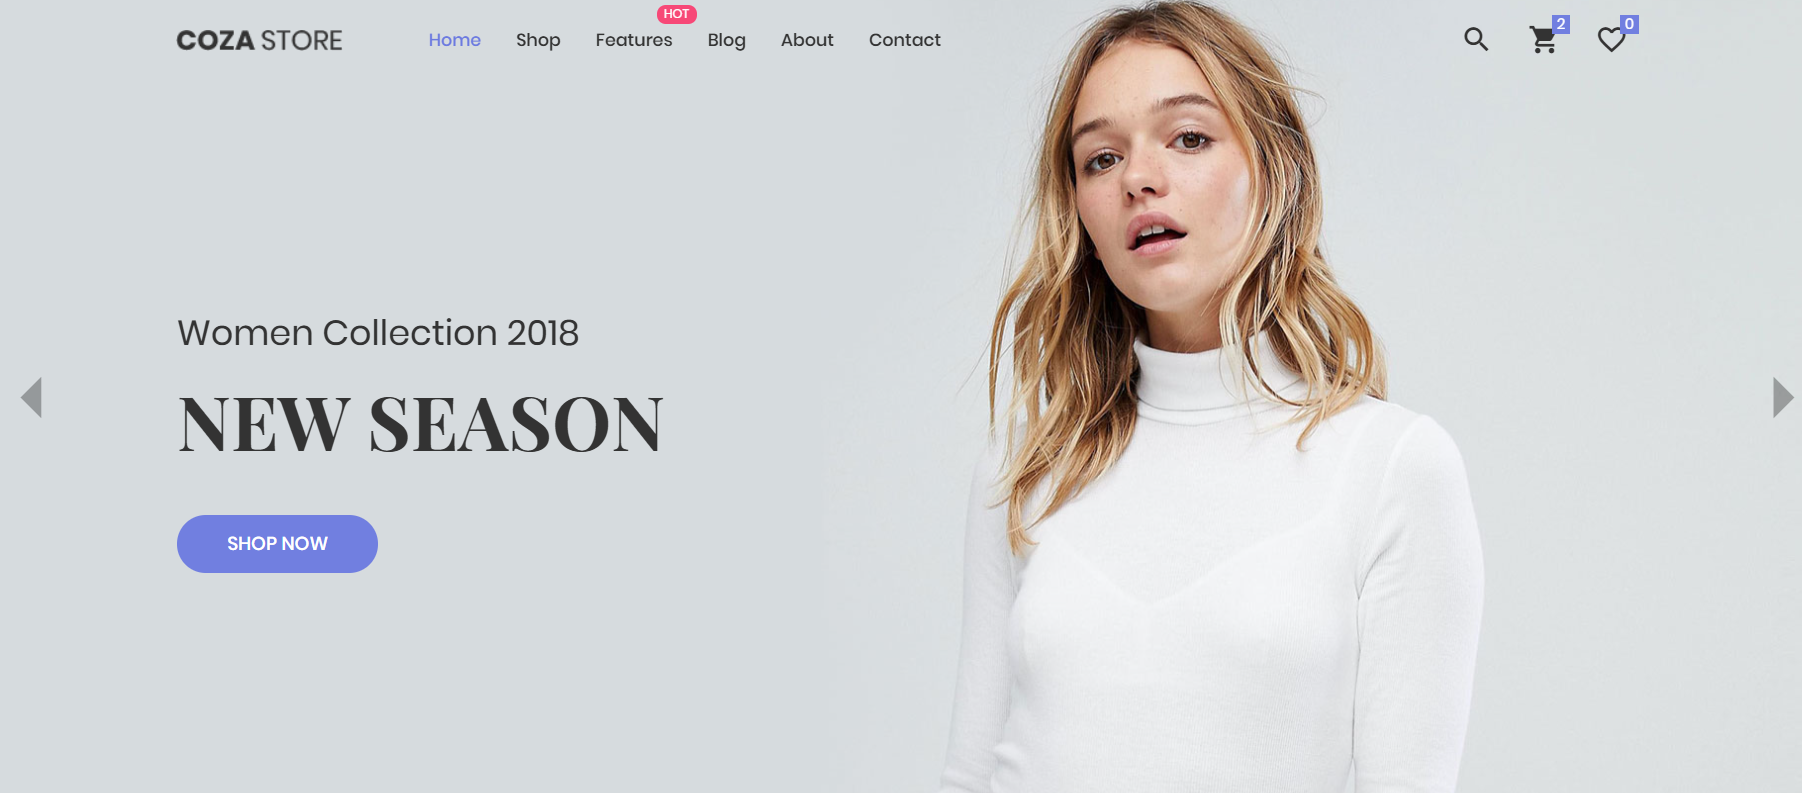 HOT
COZA STORE Home Shop Features Blog About Contact 2 0
Women Collection 2018
NEW SEASON
SHOP NOW